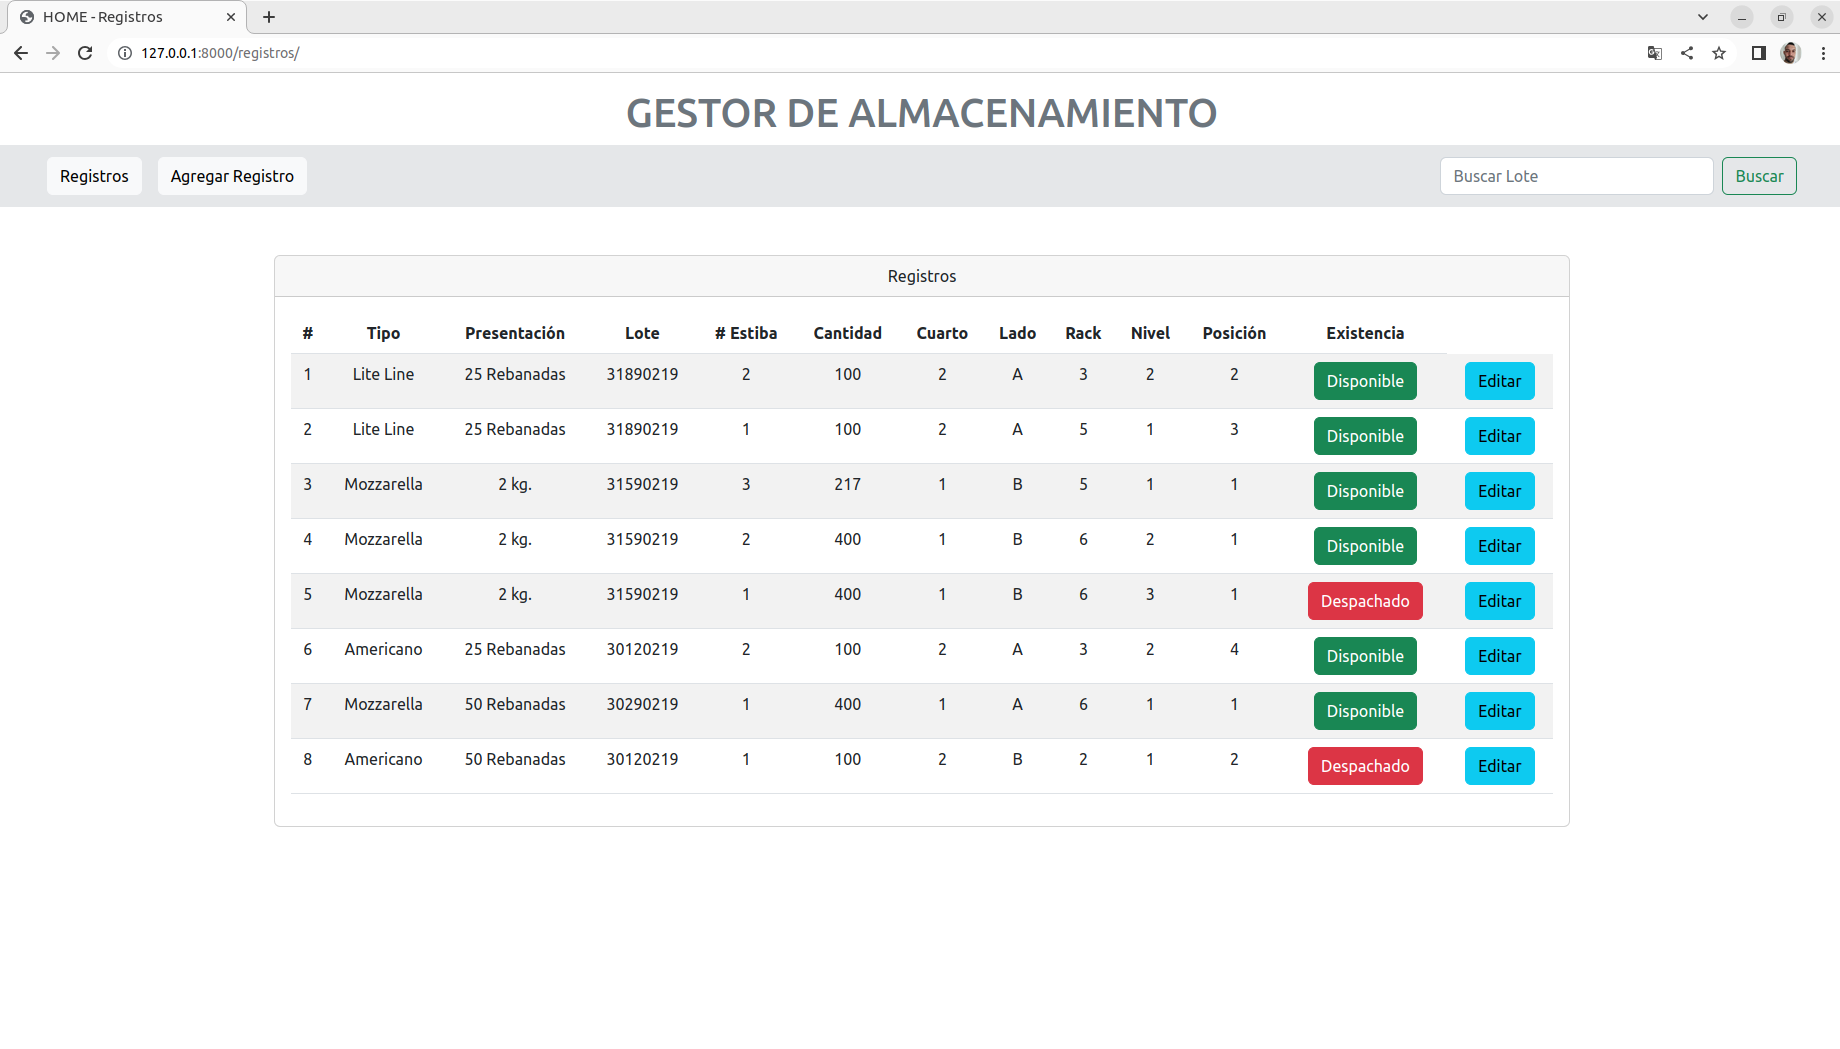 HOME - Registros
127.0.0.1:8000/registros/
GESTOR DE ALMACENAMIENTO
Registros Agregar Registro Buscar Lote Buscar
Registros
# Tipo Presentación Lote # Estiba Cantidad Cuarto Lado Rack Nivel Posición Existencia
1 Lite Line 25 Rebanadas 31890219 2 100 2 A 3 2 2 Disponible Editar
2 Lite Line 25 Rebanadas 31890219 1 100 2 A 5 1 3 Disponible Editar
3 Mozzarella 2 kg. 31590219 3 217 1 B 5 1 1 Disponible Editar
4 Mozzarella 2 kg. 31590219 2 400 1 B 6 2 1 Disponible Editar
5 Mozzarella 2 kg. 31590219 1 400 1 B 6 3 1 Despachado Editar
6 Americano 25 Rebanadas 30120219 2 100 2 A 3 2 4 Disponible Editar
7 Mozzarella 50 Rebanadas 30290219 1 400 1 A 6 1 1 Disponible Editar
8 Americano 50 Rebanadas 30120219 1 100 2 B 2 1 2 Despachado Editar